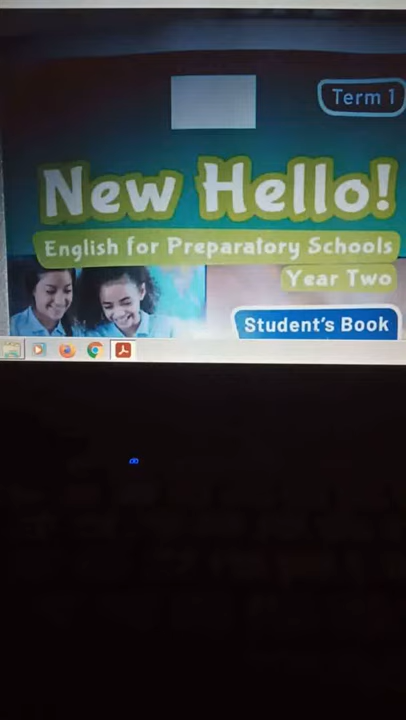 Term 1
New Hello!
English for Preparatory Schools
Year Two
Student's Book